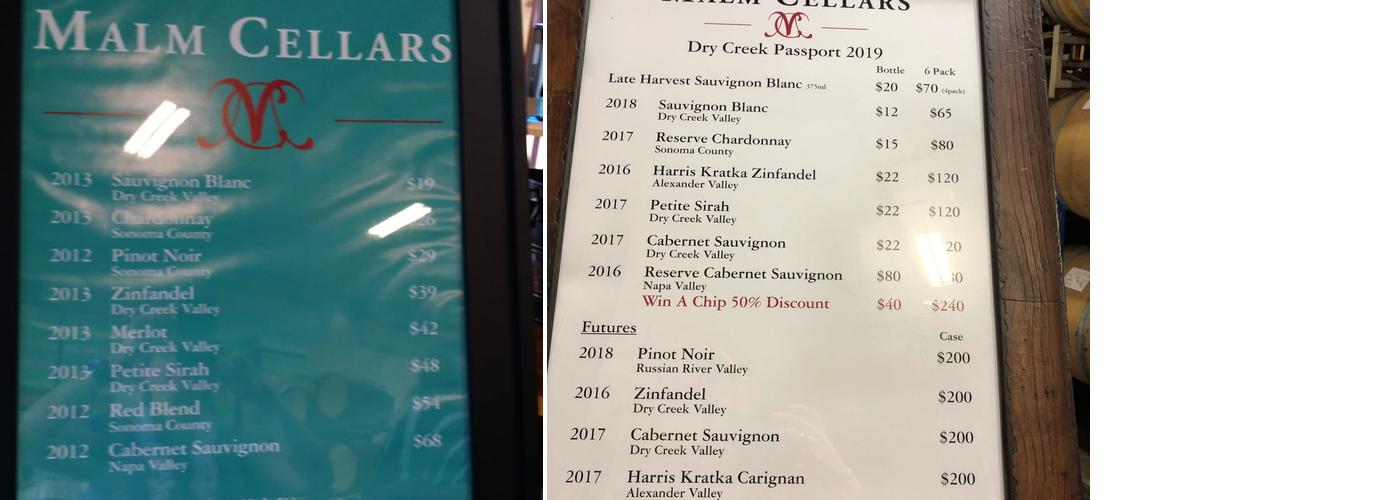 MALM CELLARS
2013 Sauvignon Blanc $19
Dry Creek Valley
2013 Chardonnay
Sonoma County
2012 Pinot Noir $29
Sonoma County
2013 Zinfandel $39
Dry Creek Valley
2013 Merlot $42
Dry Creek Valley
2013 Petite Sirah $48
Dry Creek Valley
2012 Red Blend $54
Sonoma County
2012 Cabernet Sauvignon $68
Napa Valley
MALM CELLARS
Dry Creek Passport 2019
Bottle 6 Pack
Late Harvest Sauvignon Blanc 375ml $20 $70 (4pack)
2018 Sauvignon Blanc $12 $65
Dry Creek Valley
2017 Reserve Chardonnay $15 $80
Sonoma County
2016 Harris Kratka Zinfandel $22 $120
Alexander Valley
2017 Petite Sirah $22 $120
Dry Creek Valley
2017 Cabernet Sauvignon $22 20
Dry Creek Valley
2016 Reserve Cabernet Sauvignon $80
Napa Valley
Win A Chip 50% Discount $40 $240
Futures
Case
2018 Pinot Noir $200
Russian River Valley
2016 Zinfandel $200
Dry Creek Valley
2017 Cabernet Sauvignon $200
Dry Creek Valley
2017 Harris Kratka Carignan $200
Alexander Valley